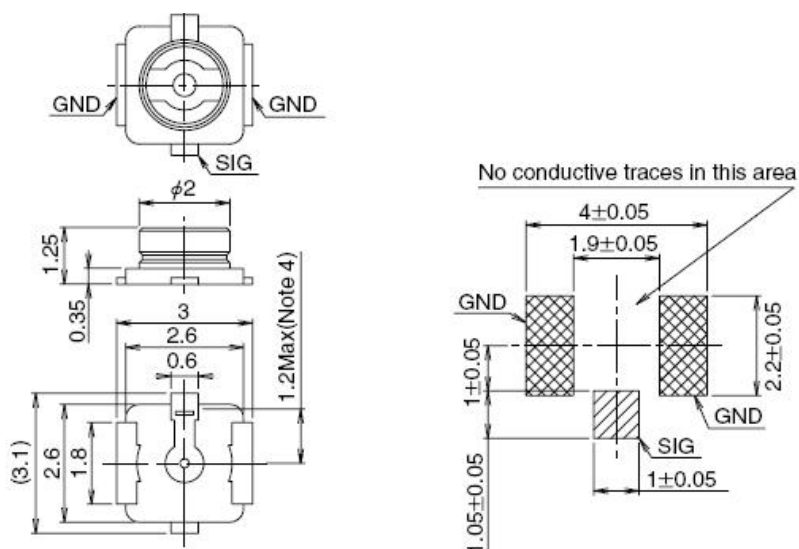 GND
GND
SIG
ϕ2
1.25
0.35
3
2.6
0.6
1.2Max(Note 4)
(3.1)
2.6
1.8
No conductive traces in this area
4±0.05
1.9±0.05
GND
2.2±0.05
1±0.05
GND
SIG
1.05±0.05
1±0.05